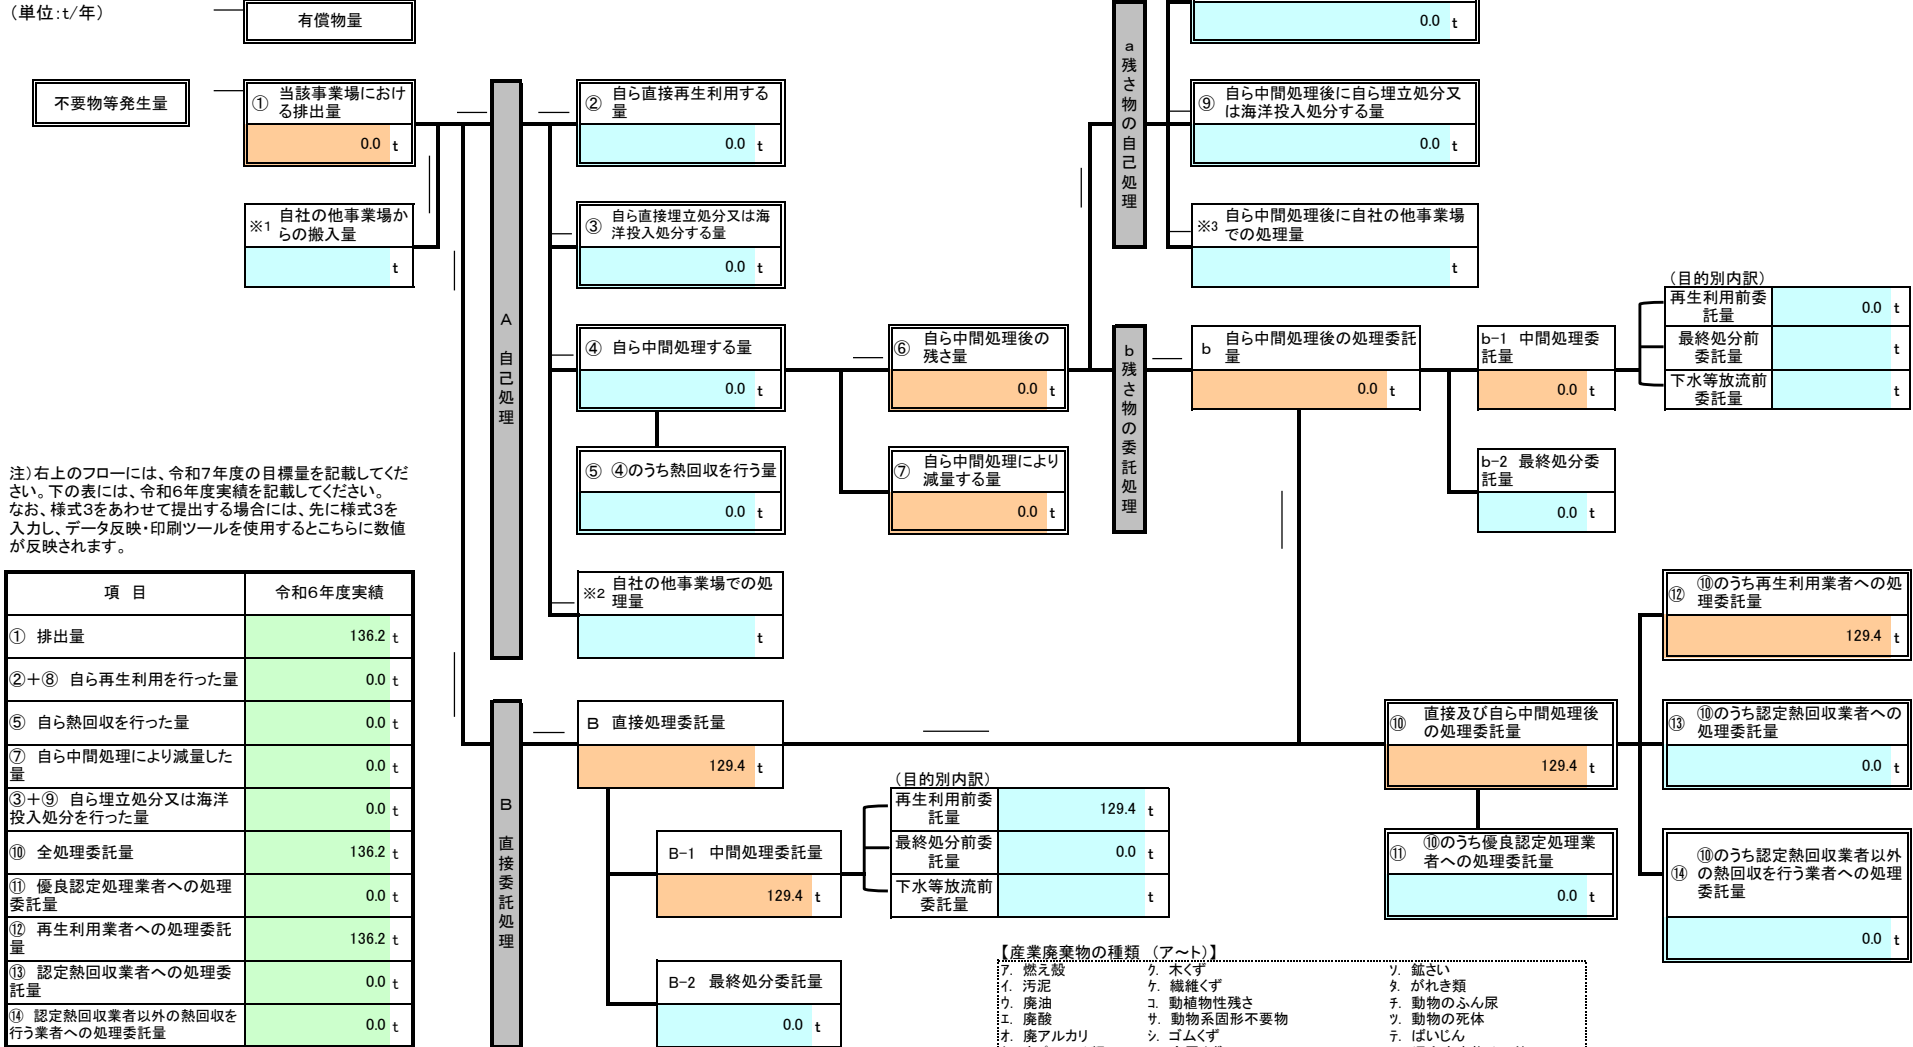 (単位:t/年)
有償物量
0.0 t
不要物等発生量
① 当該事業場におけ
る排出量
0.0 t
※1 自社の他事業場か
らの搬入量
t
A 自己処理
② 自ら直接再生利用する
量
0.0 t
③ 自ら直接埋立処分又は海
洋投入処分する量
0.0 t
④ 自ら中間処理する量
0.0 t
⑤ ④のうち熱回収を行う量
0.0 t
※2 自社の他事業場での処
理量
t
⑥ 自ら中間処理後の
残さ量
0.0 t
⑦ 自ら中間処理により
減量する量
0.0 t
a 残さ物の自己処理
⑨ 自ら中間処理後に自ら埋立処分又
は海洋投入処分する量
0.0 t
※3 自ら中間処理後に自社の他事業場
での処理量
t
b 残さ物の委託処理
b 自ら中間処理後の処理委託
量
0.0 t
b-1 中間処理委
託量
0.0 t
(目的別内訳)
再生利用前委
託量
0.0 t
最終処分前
委託量
t
下水等放流前
委託量
t
b-2 最終処分委
託量
0.0 t
注)右上のフローには、令和7年度の目標量を記載してくだ
さい。下の表には、令和6年度実績を記載してください。
なお、様式3をあわせて提出する場合には、先に様式3を
入力し、データ反映・印刷ツールを使用するとこちらに数値
が反映されます。
項 目 令和6年度実績
① 排出量 136.2 t
②+⑧ 自ら再生利用を行った量 0.0 t
⑤ 自ら熱回収を行った量 0.0 t
⑦ 自ら中間処理により減量した
量 0.0 t
③+⑨ 自ら埋立処分又は海洋
投入処分を行った量 0.0 t
⑩ 全処理委託量 136.2 t
⑪ 優良認定処理業者への処理
委託量 0.0 t
⑫ 再生利用業者への処理委託
量 136.2 t
⑬ 認定熱回収業者への処理委
託量 0.0 t
⑭ 認定熱回収業者以外の熱回収を
行う業者への処理委託量 0.0 t
B 直接委託処理
B 直接処理委託量
129.4 t
B-1 中間処理委託量
129.4 t
(目的別内訳)
再生利用前委
託量
129.4 t
最終処分前委
託量
0.0 t
下水等放流前
委託量
t
B-2 最終処分委託量
0.0 t
⑩ 直接及び自ら中間処理後
の処理委託量
129.4 t
⑪ ⑩のうち優良認定処理業
者への処理委託量
0.0 t
⑫ ⑩のうち再生利用業者への処
理委託量
129.4 t
⑬ ⑩のうち認定熱回収業者への
処理委託量
0.0 t
⑭ ⑩のうち認定熱回収業者以外
の熱回収を行う業者への処理
委託量
0.0 t
【産業廃棄物の種類 (ア~ト)】
ア. 燃え殻 ク. 木くず ソ. 鉱さい
イ. 汚泥 ケ. 繊維くず タ. がれき類
ウ. 廃油 コ. 動植物性残さ チ. 動物のふん尿
エ. 廃酸 サ. 動物系固形不要物 ツ. 動物の死体
オ. 廃アルカリ シ. ゴムくず テ. ばいじん